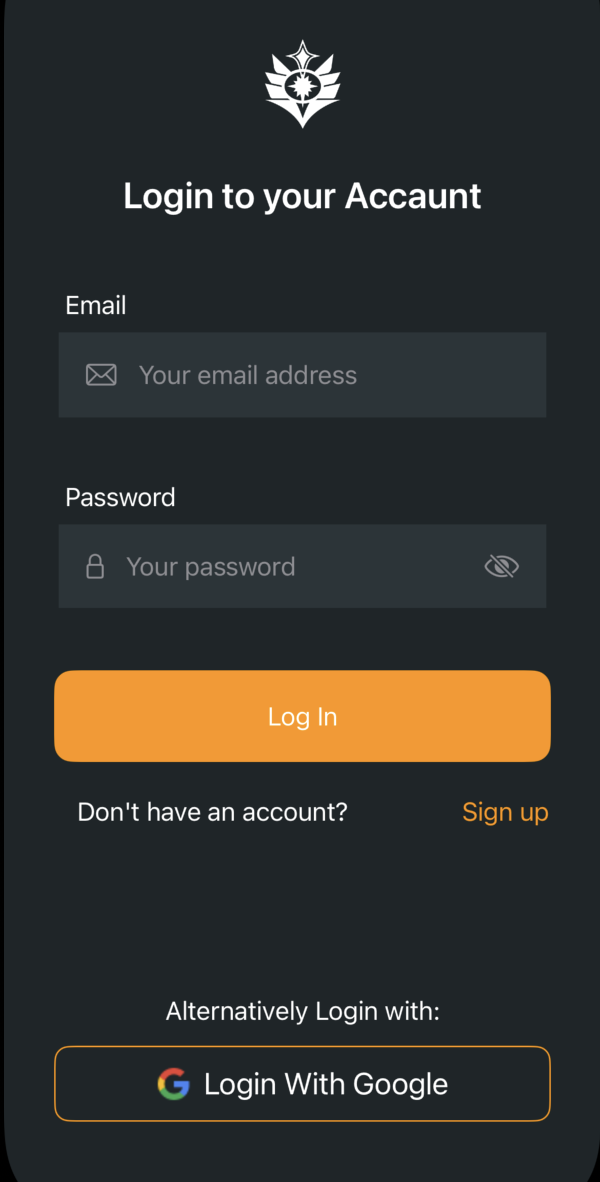 Login to your Accaunt
Email
Your email address
Password
Your password
Log In
Don't have an account? Sign up
Alternatively Login with:
Login With Google